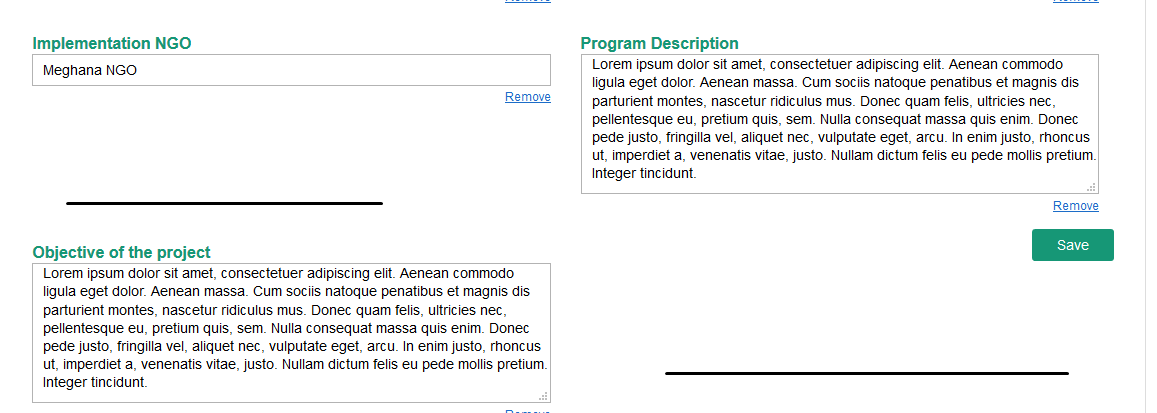 Remove
Remove
Implementation NGO
Meghana NGO
Remove
Program Description
Lorem ipsum dolor sit amet, consectetuer adipiscing elit. Aenean commodo
ligula eget dolor. Aenean massa. Cum sociis natoque penatibus et magnis dis
parturient montes, nascetur ridiculus mus. Donec quam felis, ultricies nec,
pellentesque eu, pretium quis, sem. Nulla consequat massa quis enim. Donec
pede justo, fringilla vel, aliquet nec, vulputate eget, arcu. In enim justo, rhoncus
ut, imperdiet a, venenatis vitae, justo. Nullam dictum felis eu pede mollis pretium.
Integer tincidunt.
Remove
Save
Objective of the project
Lorem ipsum dolor sit amet, consectetuer adipiscing elit. Aenean commodo
ligula eget dolor. Aenean massa. Cum sociis natoque penatibus et magnis dis
parturient montes, nascetur ridiculus mus. Donec quam felis, ultricies nec,
pellentesque eu, pretium quis, sem. Nulla consequat massa quis enim. Donec
pede justo, fringilla vel, aliquet nec, vulputate eget, arcu. In enim justo, rhoncus
ut, imperdiet a, venenatis vitae, justo. Nullam dictum felis eu pede mollis pretium.
Integer tincidunt.
Remove